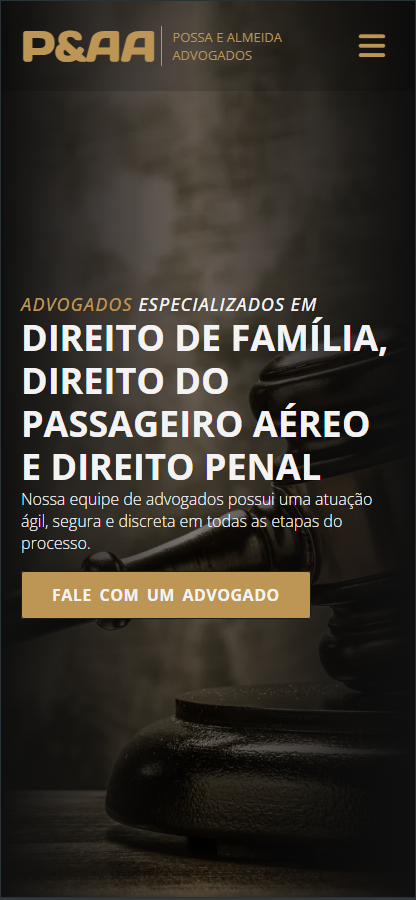 P&AA
POSSA E ALMEIDA
ADVOGADOS
ADVOGADOS ESPECIALIZADOS EM
DIREITO DE FAMÍLIA,
DIREITO DO
PASSAGEIRO AÉREO
E DIREITO PENAL
Nossa equipe de advogados possui uma atuação
ágil, segura e discreta em todas as etapas do
processo.
FALE COM UM ADVOGADO